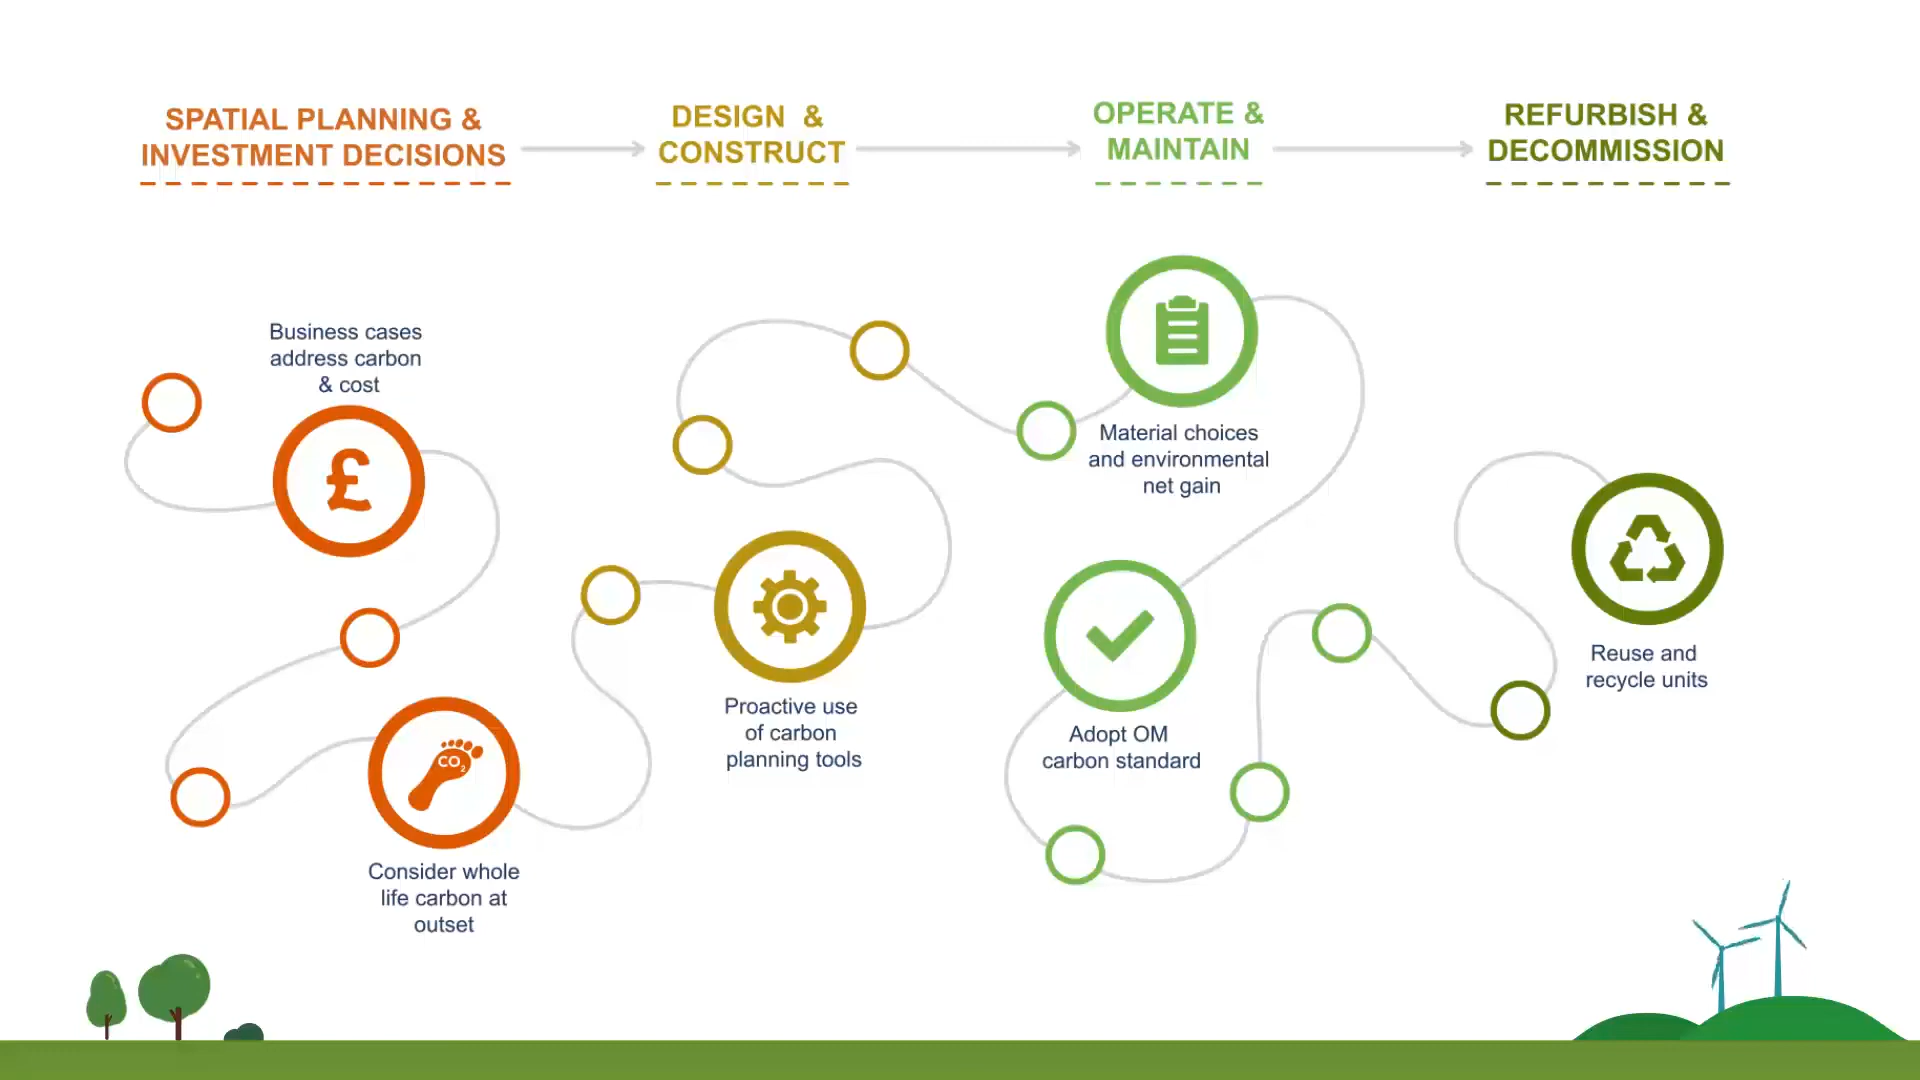 SPATIAL PLANNING &
INVESTMENT DECISIONS
DESIGN &
CONSTRUCT
OPERATE &
MAINTAIN
REFURBISH &
DECOMMISSION
Business cases
address carbon
& cost
£
CO₂
Consider whole
life carbon at
outset
Proactive use
of carbon
planning tools
Material choices
and environmental
net gain
Adopt OM
carbon standard
Reuse and
recycle units